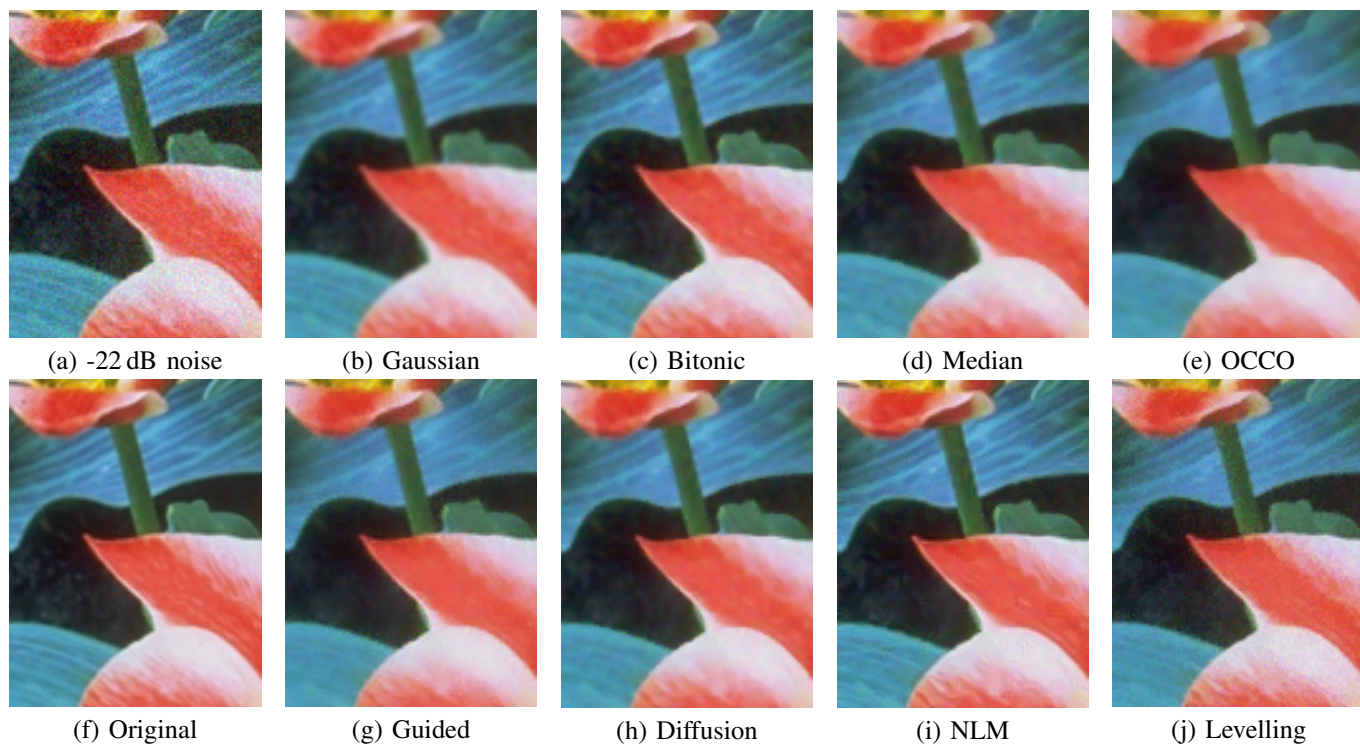 (a) -22 dB noise
(b) Gaussian
(c) Bitonic
(d) Median
(e) OCCO
(f) Original
(g) Guided
(h) Diffusion
(i) NLM
(j) Levelling